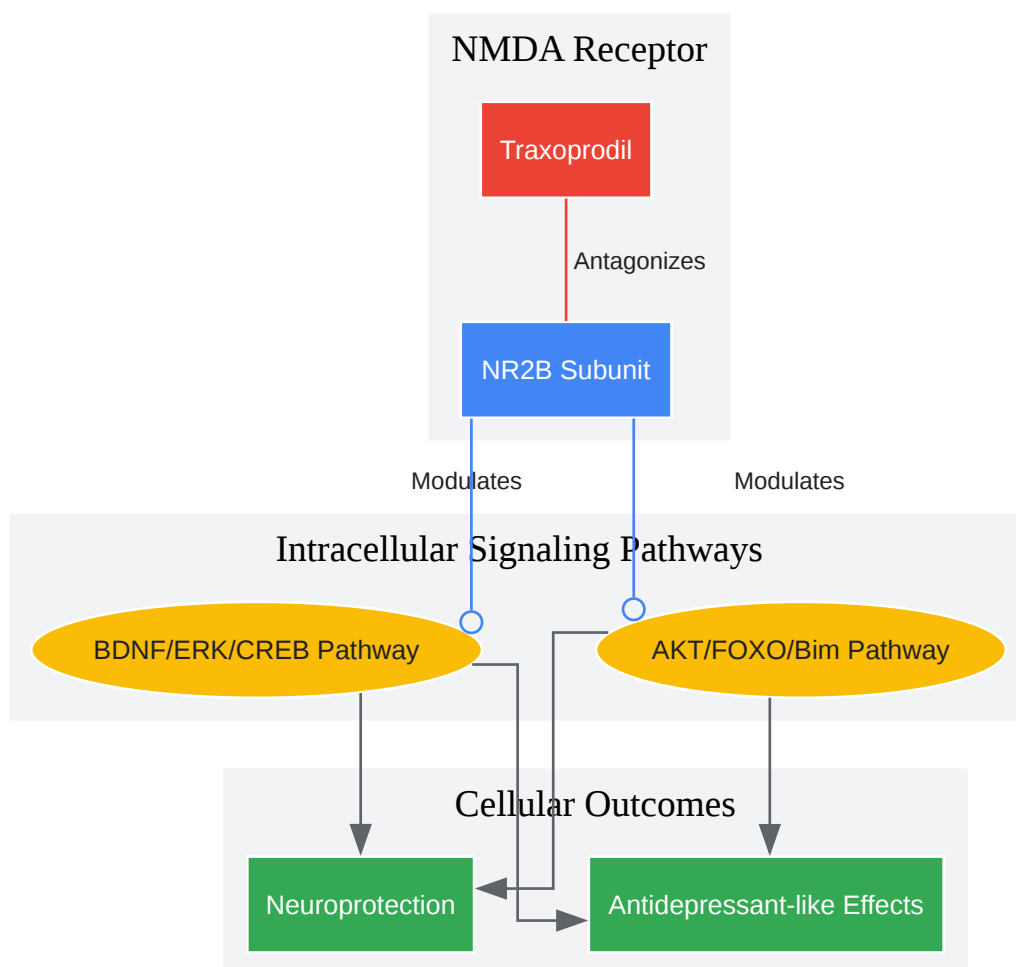 NMDA Receptor
Traxoprodil
Antagonizes
NR2B Subunit
Modulates
Modulates
Intracellular Signaling Pathways
BDNF/ERK/CREB Pathway
AKT/FOXO/Bim Pathway
Cellular Outcomes
Neuroprotection
Antidepressant-like Effects